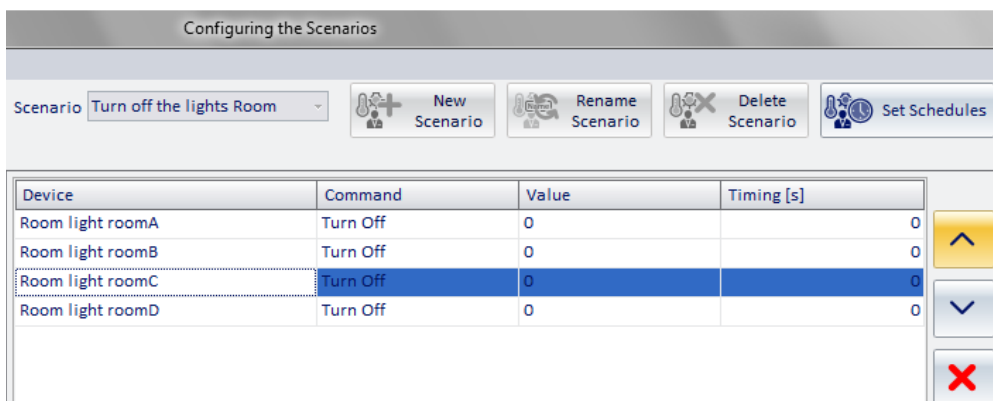 Configuring the Scenarios
Scenario Turn off the lights Room New Scenario Rename Scenario Delete Scenario Set Schedules
Device Command Value Timing [s]
Room light roomA Turn Off 0 0
Room light roomB Turn Off 0 0
Room light roomC Turn Off 0 0
Room light roomD Turn Off 0 0